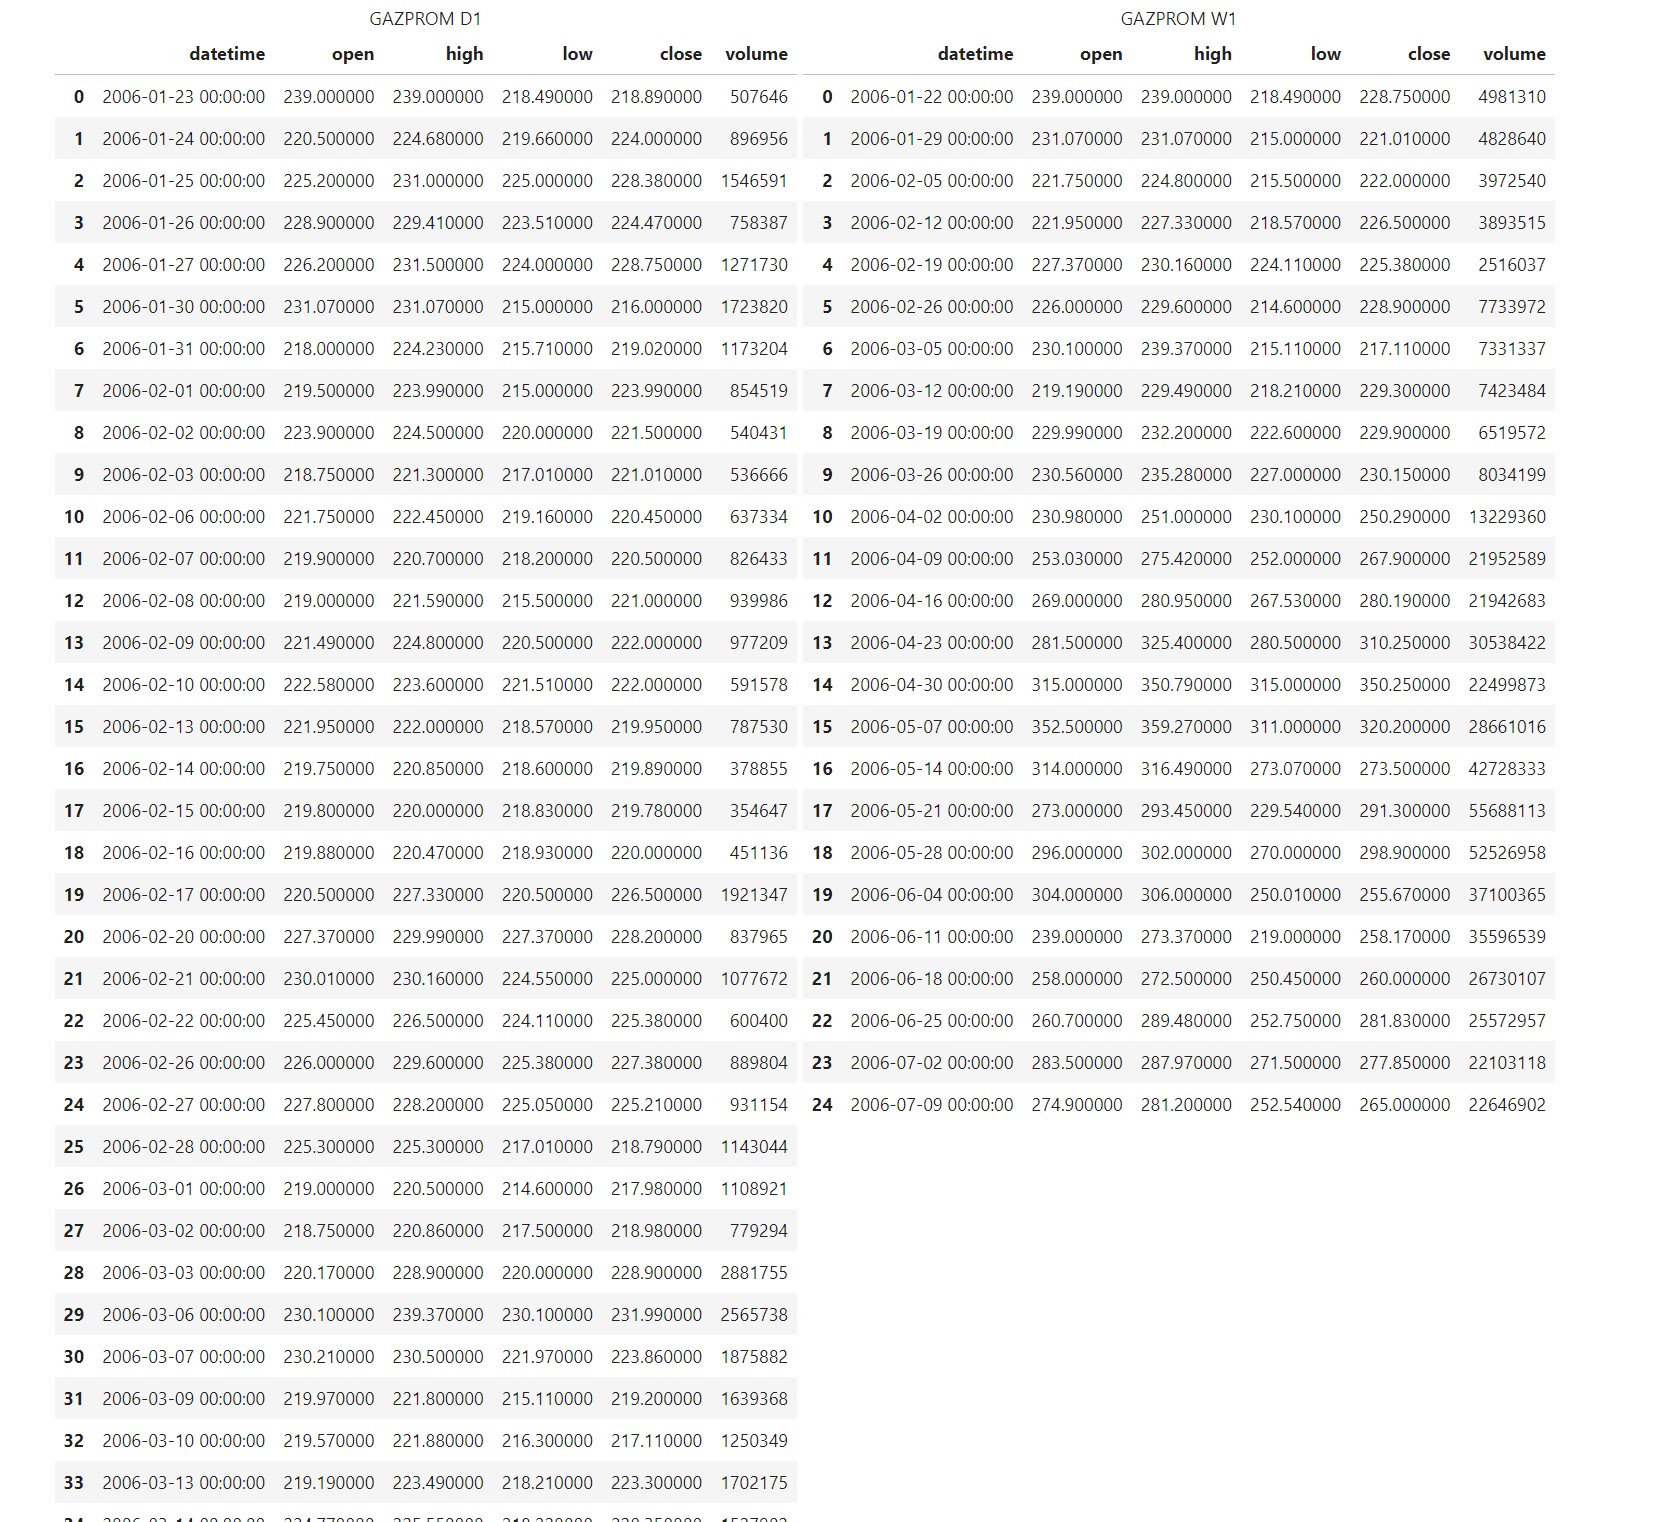 GAZPROM D1 GAZPROM W1
datetime open high low close volume datetime open high low close volume
0 2006-01-23 00:00:00 239.000000 239.000000 218.490000 218.890000 507646 0 2006-01-22 00:00:00 239.000000 239.000000 218.490000 228.750000 4981310
1 2006-01-24 00:00:00 220.500000 224.680000 219.660000 224.000000 896956 1 2006-01-29 00:00:00 231.070000 231.070000 215.000000 221.010000 4828640
2 2006-01-25 00:00:00 225.200000 231.000000 225.000000 228.380000 1546591 2 2006-02-05 00:00:00 221.750000 224.800000 215.500000 222.000000 3972540
3 2006-01-26 00:00:00 228.900000 229.410000 223.510000 224.470000 758387 3 2006-02-12 00:00:00 221.950000 227.330000 218.570000 226.500000 3893515
4 2006-01-27 00:00:00 226.200000 231.500000 224.000000 228.750000 1271730 4 2006-02-19 00:00:00 227.370000 230.160000 224.110000 225.380000 2516037
5 2006-01-30 00:00:00 231.070000 231.070000 215.000000 216.000000 1723820 5 2006-02-26 00:00:00 226.000000 229.600000 214.600000 228.900000 7733972
6 2006-01-31 00:00:00 218.000000 224.230000 215.710000 219.020000 1173204 6 2006-03-05 00:00:00 230.100000 239.370000 215.110000 217.110000 7331337
7 2006-02-01 00:00:00 219.500000 223.990000 215.000000 223.990000 854519 7 2006-03-12 00:00:00 219.190000 229.490000 218.210000 229.300000 7423484
8 2006-02-02 00:00:00 223.900000 224.500000 220.000000 221.500000 540431 8 2006-03-19 00:00:00 229.990000 232.200000 222.600000 229.900000 6519572
9 2006-02-03 00:00:00 218.750000 221.300000 217.010000 221.010000 536666 9 2006-03-26 00:00:00 230.560000 235.280000 227.000000 230.150000 8034199
10 2006-02-06 00:00:00 221.750000 222.450000 219.160000 220.450000 637334 10 2006-04-02 00:00:00 230.980000 251.000000 230.100000 250.290000 13229360
11 2006-02-07 00:00:00 219.900000 220.700000 218.200000 220.500000 826433 11 2006-04-09 00:00:00 253.030000 275.420000 252.000000 267.900000 21952589
12 2006-02-08 00:00:00 219.000000 221.590000 215.500000 221.000000 939986 12 2006-04-16 00:00:00 269.000000 280.950000 267.530000 280.190000 21942683
13 2006-02-09 00:00:00 221.490000 224.800000 220.500000 222.000000 977209 13 2006-04-23 00:00:00 281.500000 325.400000 280.500000 310.250000 30538422
14 2006-02-10 00:00:00 222.580000 223.600000 221.510000 222.000000 591578 14 2006-04-30 00:00:00 315.000000 350.790000 315.000000 350.250000 22499873
15 2006-02-13 00:00:00 221.950000 222.000000 218.570000 219.950000 787530 15 2006-05-07 00:00:00 352.500000 359.270000 311.000000 320.200000 28661016
16 2006-02-14 00:00:00 219.750000 220.850000 218.600000 219.890000 378855 16 2006-05-14 00:00:00 314.000000 316.490000 273.070000 273.500000 42728333
17 2006-02-15 00:00:00 219.800000 220.000000 218.830000 219.780000 354647 17 2006-05-21 00:00:00 273.000000 293.450000 229.540000 291.300000 55688113
18 2006-02-16 00:00:00 219.880000 220.470000 218.930000 220.000000 451136 18 2006-05-28 00:00:00 296.000000 302.000000 270.000000 298.900000 52526958
19 2006-02-17 00:00:00 220.500000 227.330000 220.500000 226.500000 1921347 19 2006-06-04 00:00:00 304.000000 306.000000 250.010000 255.670000 37100365
20 2006-02-20 00:00:00 227.370000 229.990000 227.370000 228.200000 837965 20 2006-06-11 00:00:00 239.000000 273.370000 219.000000 258.170000 35596539
21 2006-02-21 00:00:00 230.010000 230.160000 224.550000 225.000000 1077672 21 2006-06-18 00:00:00 258.000000 272.500000 250.450000 260.000000 26730107
22 2006-02-22 00:00:00 225.450000 226.500000 224.110000 225.380000 600400 22 2006-06-25 00:00:00 260.700000 289.480000 252.750000 281.830000 25572957
23 2006-02-26 00:00:00 226.000000 229.600000 225.380000 227.380000 889804 23 2006-07-02 00:00:00 283.500000 287.970000 271.500000 277.850000 22103118
24 2006-02-27 00:00:00 227.800000 228.200000 225.050000 225.210000 931154 24 2006-07-09 00:00:00 274.900000 281.200000 252.540000 265.000000 22646902
25 2006-02-28 00:00:00 225.300000 225.300000 217.010000 218.790000 1143044
26 2006-03-01 00:00:00 219.000000 220.500000 214.600000 217.980000 1108921
27 2006-03-02 00:00:00 218.750000 220.860000 217.500000 218.980000 779294
28 2006-03-03 00:00:00 220.170000 228.900000 220.000000 228.900000 2881755
29 2006-03-06 00:00:00 230.100000 239.370000 230.100000 231.990000 2565738
30 2006-03-07 00:00:00 230.210000 230.500000 221.970000 223.860000 1875882
31 2006-03-09 00:00:00 219.970000 221.800000 215.110000 219.200000 1639368
32 2006-03-10 00:00:00 219.570000 221.880000 216.300000 217.110000 1250349
33 2006-03-13 00:00:00 219.190000 223.490000 218.210000 223.300000 1702175